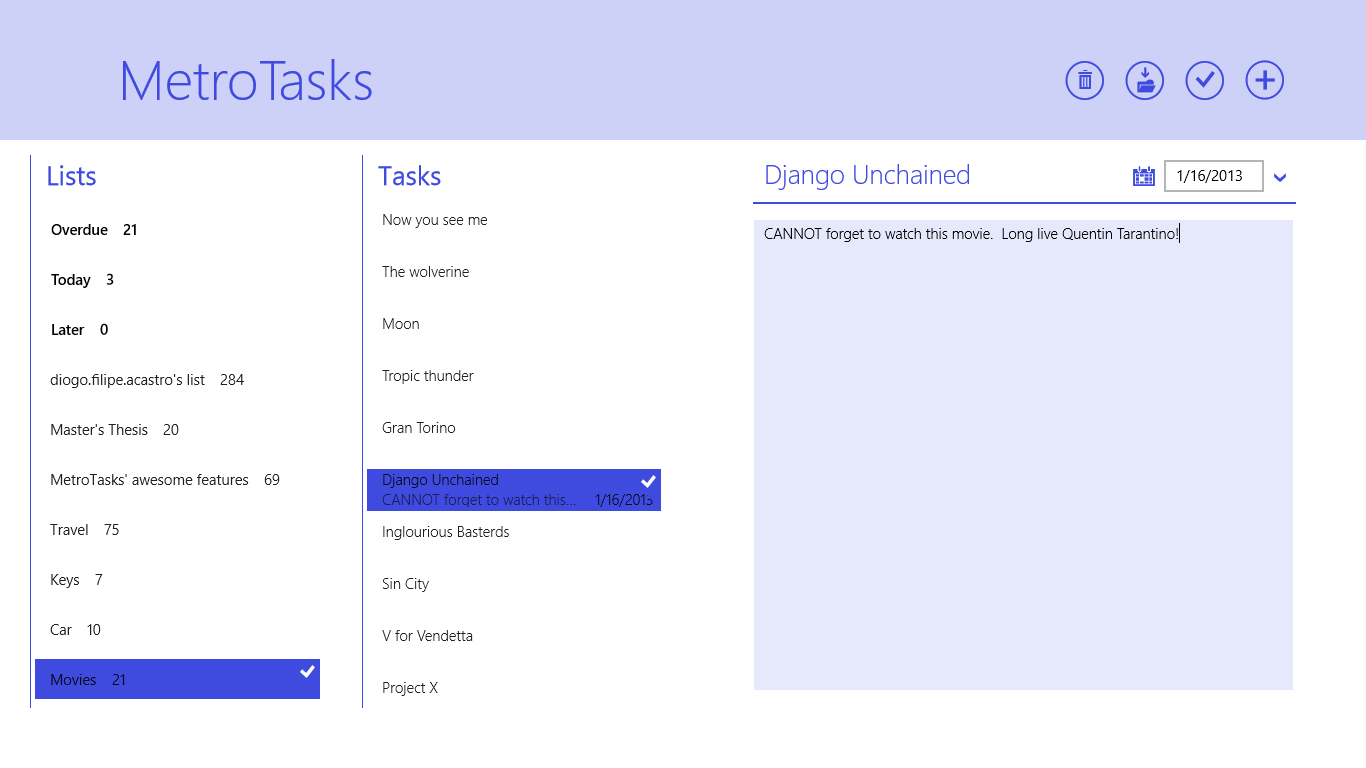 MetroTasks
Lists
Overdue 21
Today 3
Later 0
diogo.filipe.acastro's list 284
Master's Thesis 20
MetroTasks' awesome features 69
Travel 75
Keys 7
Car 10
Movies 21
Tasks
Now you see me
The wolverine
Moon
Tropic thunder
Gran Torino
Django Unchained
CANNOT forget to watch this... 1/16/2013
Inglourious Basterds
Sin City
V for Vendetta
Project X
Django Unchained
1/16/2013
CANNOT forget to watch this movie.  Long live Quentin Tarantino!